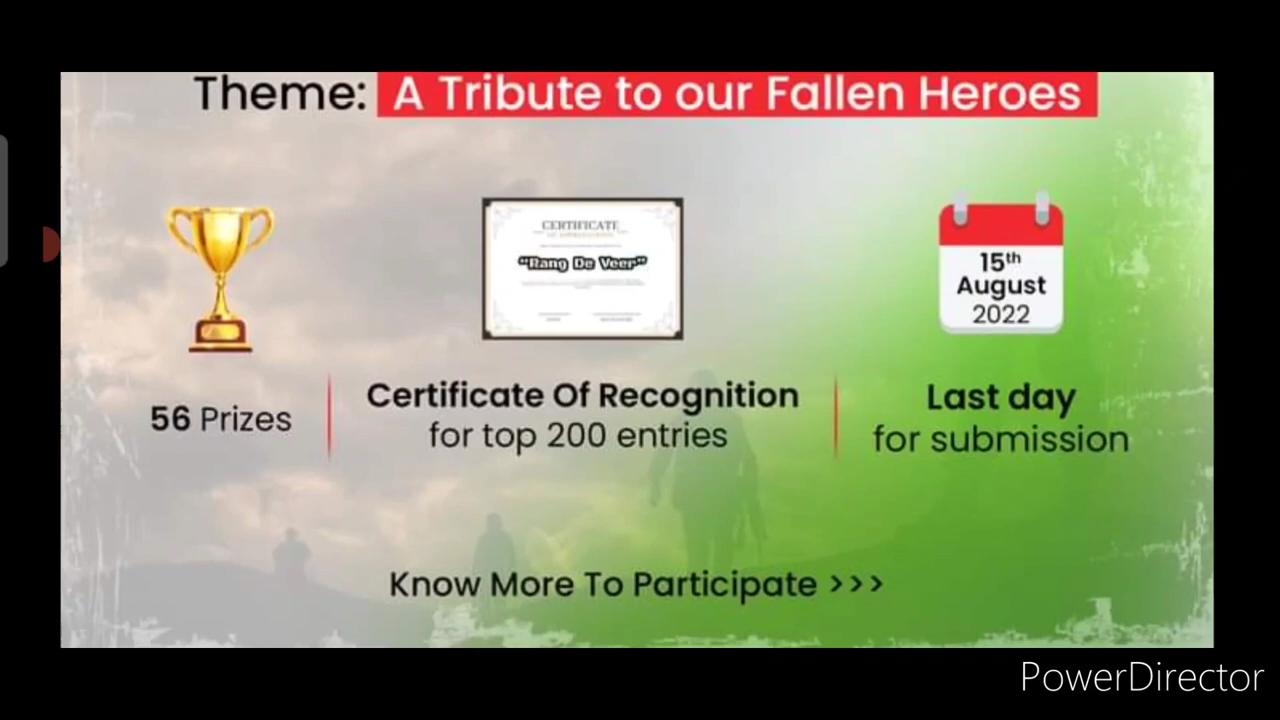 Theme: A Tribute to our Fallen Heroes
CERTIFICATE
"Rang De Veer"
15th
August
2022
56 Prizes
Certificate Of Recognition
for top 200 entries
Last day
for submission
Know More To Participate >>>
PowerDirector